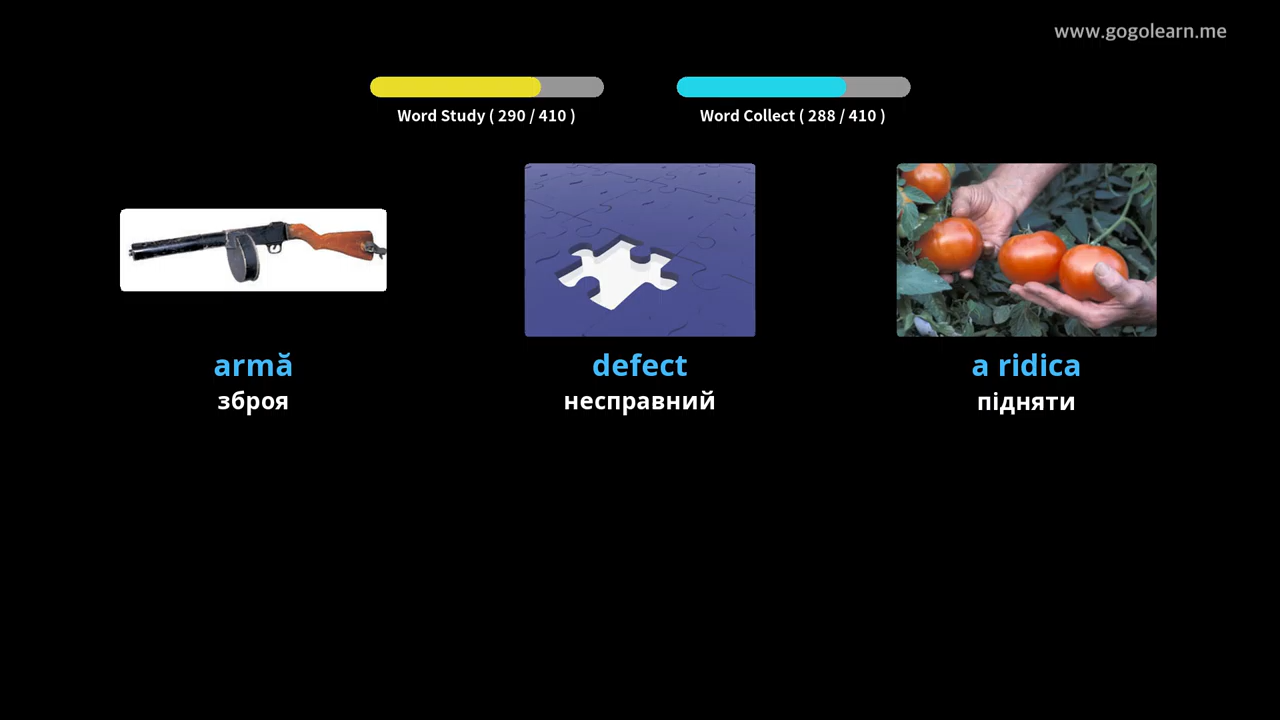 www.gogolearn.me
Word Study ( 290 / 410 )
Word Collect ( 288 / 410 )
armă
зброя
defect
несправний
a ridica
підняти